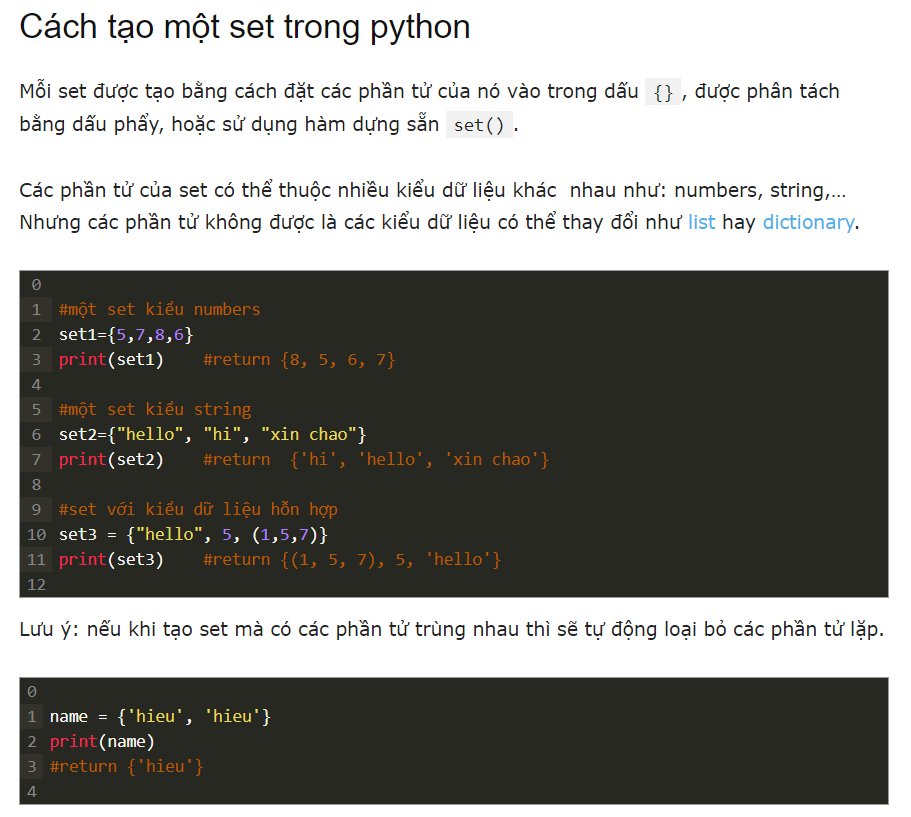 Cách tạo một set trong python
Mỗi set được tạo bằng cách đặt các phần tử của nó vào trong dấu {} , được phân tách
bằng dấu phẩy, hoặc sử dụng hàm dựng sẵn set() .
Các phần tử của set có thể thuộc nhiều kiểu dữ liệu khác  nhau như: numbers, string,...
Nhưng các phần tử không được là các kiểu dữ liệu có thể thay đổi như list hay dictionary.
0
1 #một set kiểu numbers
2 set1={5,7,8,6}
3 print(set1)    #return {8, 5, 6, 7}
4
5 #một set kiểu string
6 set2={"hello", "hi", "xin chao"}
7 print(set2)    #return  {'hi', 'hello', 'xin chao'}
8
9 #set với kiểu dữ liệu hỗn hợp
10 set3 = {"hello", 5, (1,5,7)}
11 print(set3)    #return {(1, 5, 7), 5, 'hello'}
12
Lưu ý: nếu khi tạo set mà có các phần tử trùng nhau thì sẽ tự động loại bỏ các phần tử lặp.
0
1 name = {'hieu', 'hieu'}
2 print(name)
3 #return {'hieu'}
4